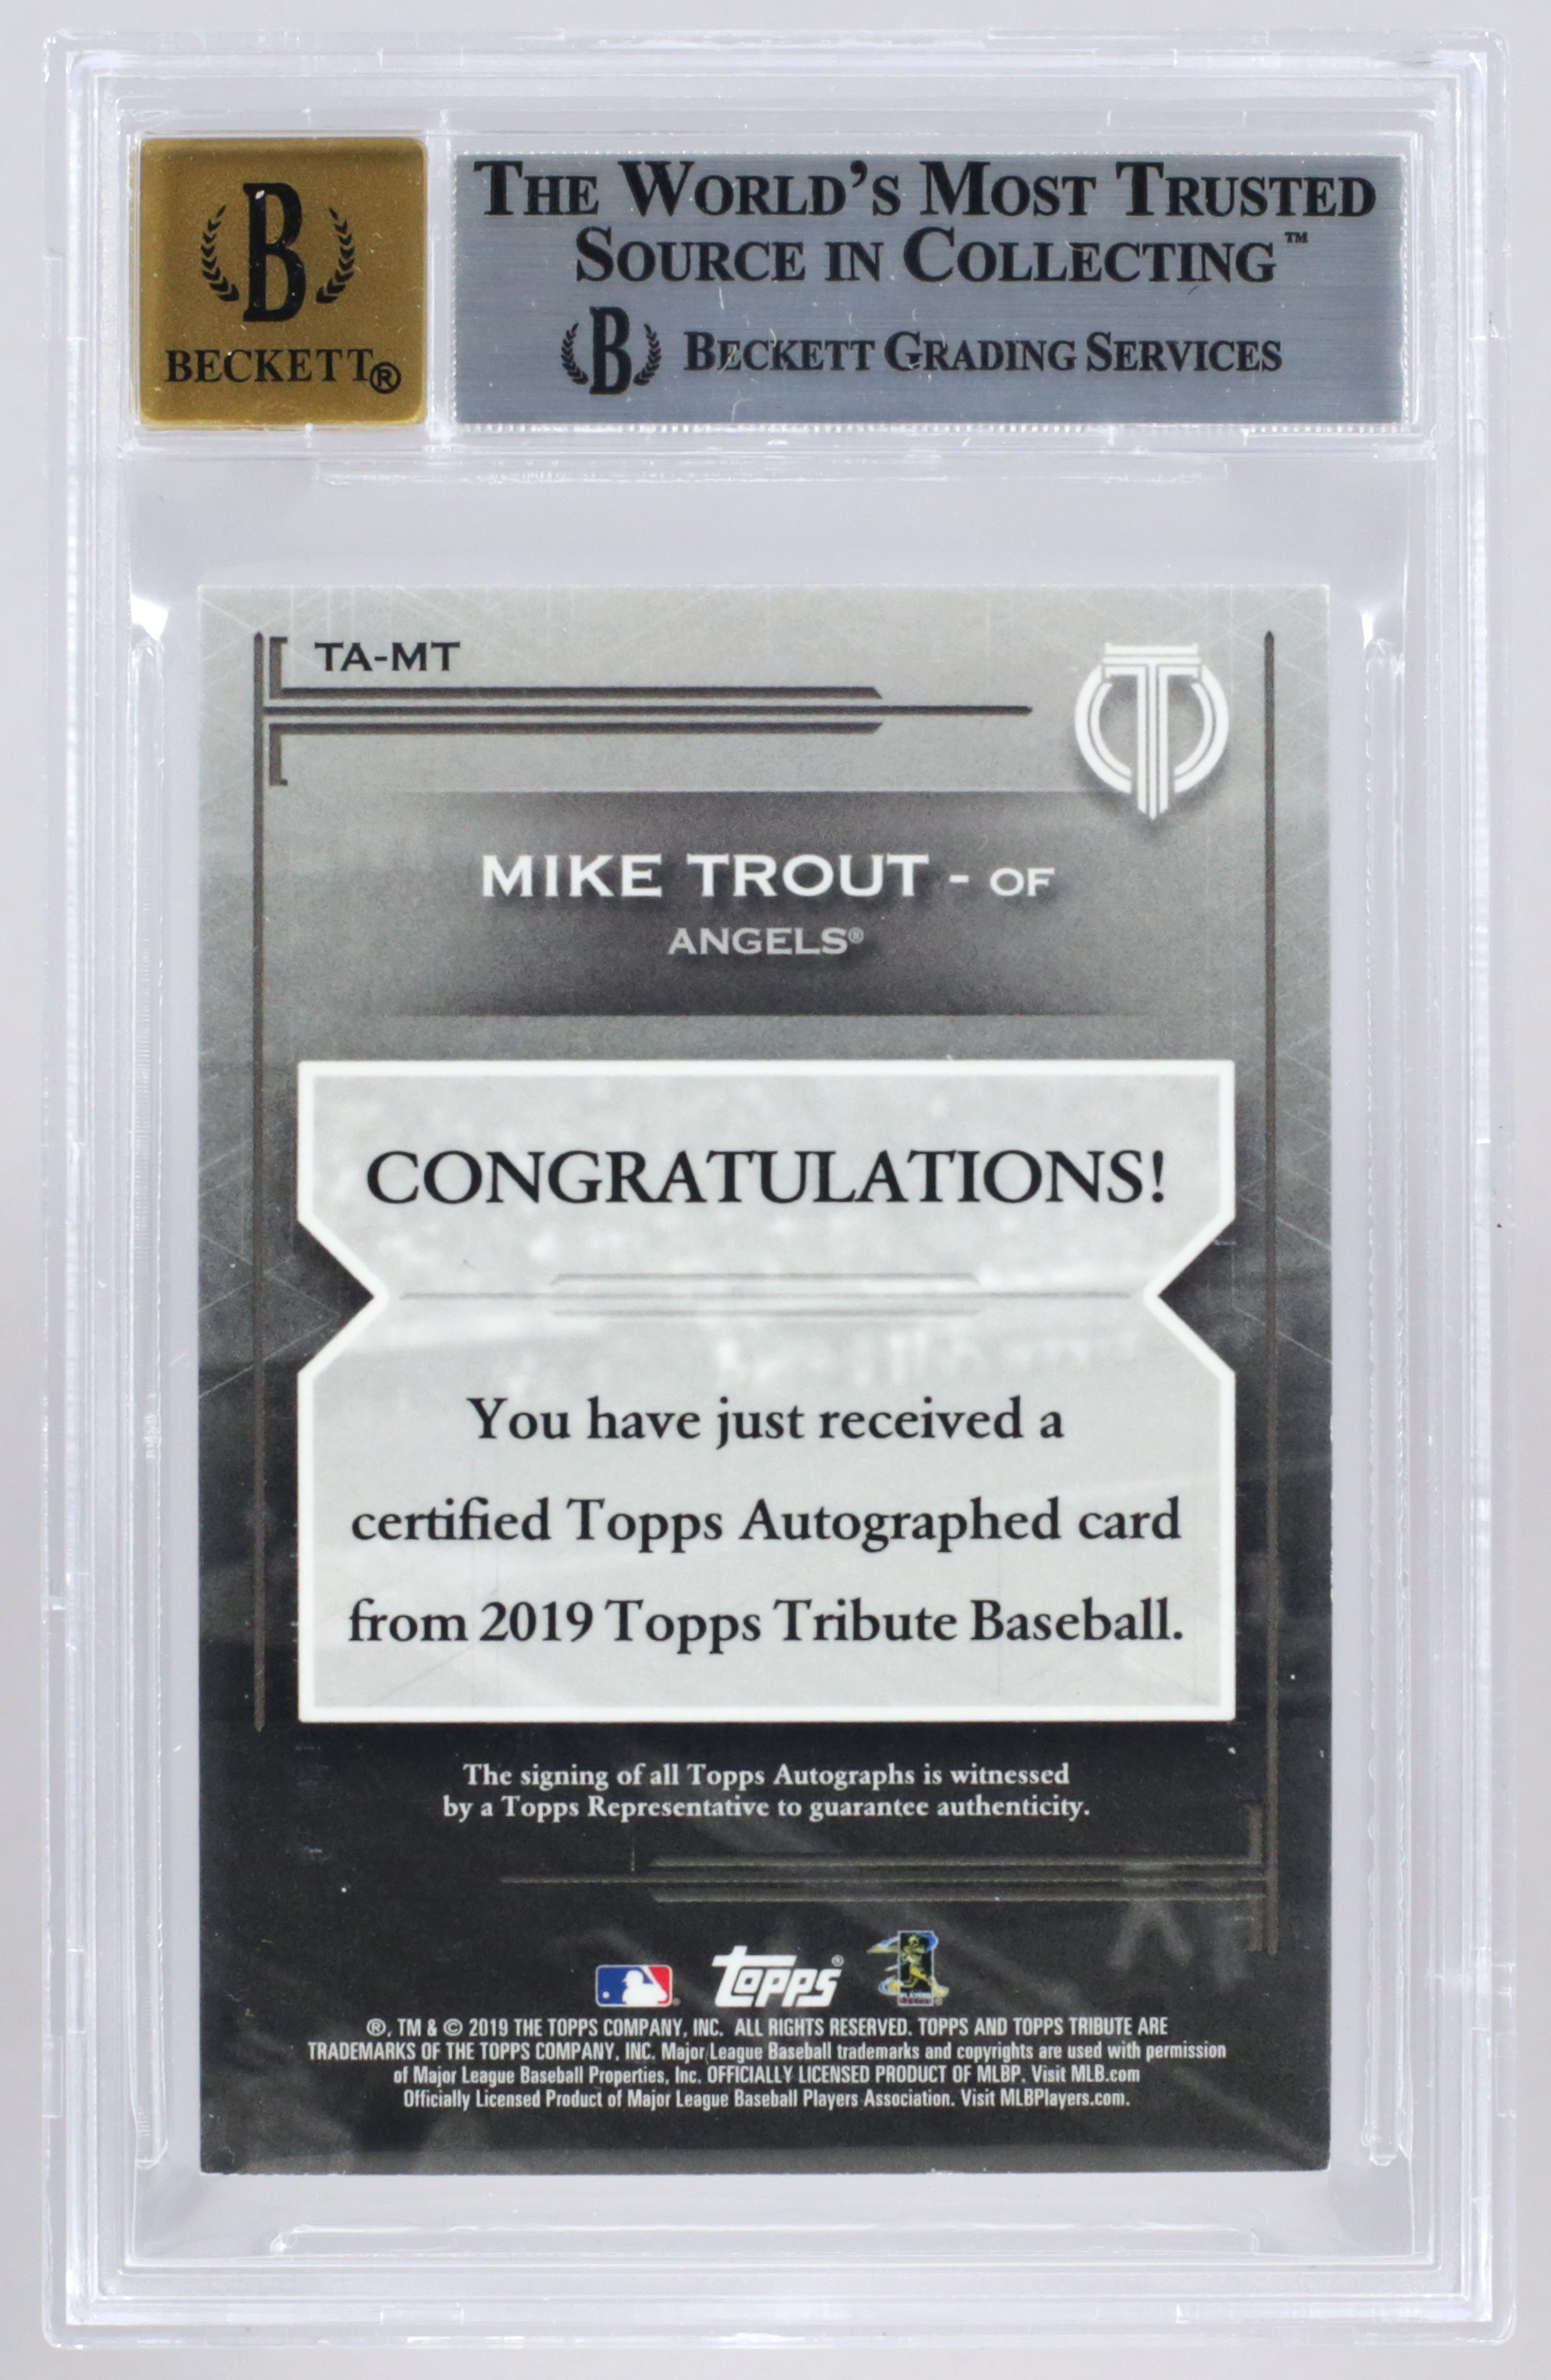 B
BECKETT®
THE WORLD'S MOST TRUSTED
SOURCE IN COLLECTING™
B BECKETT GRADING SERVICES
TA-MT
T
MIKE TROUT - OF
ANGELS®
CONGRATULATIONS!
You have just received a
certified Topps Autographed card
from 2019 Topps Tribute Baseball.
The signing of all Topps Autographs is witnessed
by a Topps Representative to guarantee authenticity.
topps®
®, TM & © 2019 THE TOPPS COMPANY, INC. ALL RIGHTS RESERVED. TOPPS AND TOPPS TRIBUTE ARE
TRADEMARKS OF THE TOPPS COMPANY, INC. Major League Baseball trademarks and copyrights are used with permission
of Major League Baseball Properties, Inc. OFFICIALLY LICENSED PRODUCT OF MLBP. Visit MLB.com
Officially Licensed Product of Major League Baseball Players Association. Visit MLBPlayers.com.